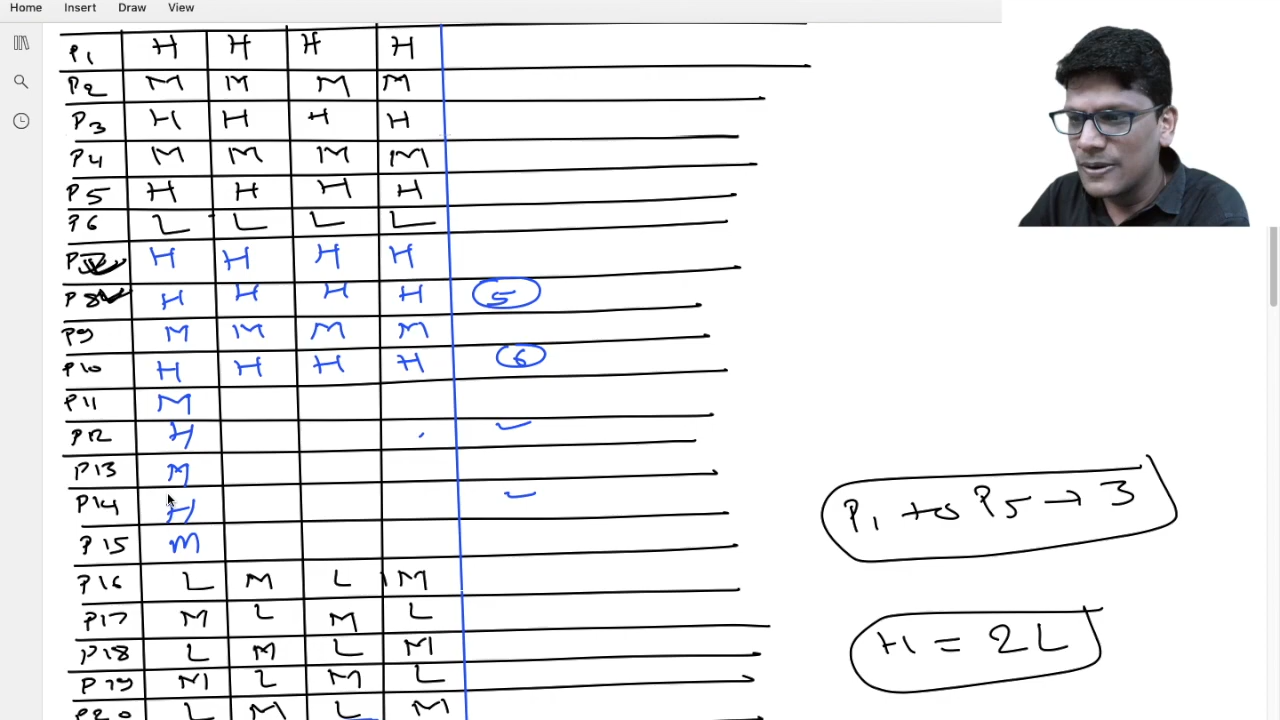 Home Insert Draw View
P1 H H H H
P2 M M M M
P3 H H H H
P4 M M M M
P5 H H H H
P6 L L L L
P7 H H H H
P8 H H H H 5
P9 M M M M
P10 H H H H 6
P11 M
P12 H
P13 M
P14 H
P15 M
P16 L M L M
P17 M L M L
P18 L M L M
P19 M L M L
P20 L M L M
P1 to P5 → 3
H = 2L